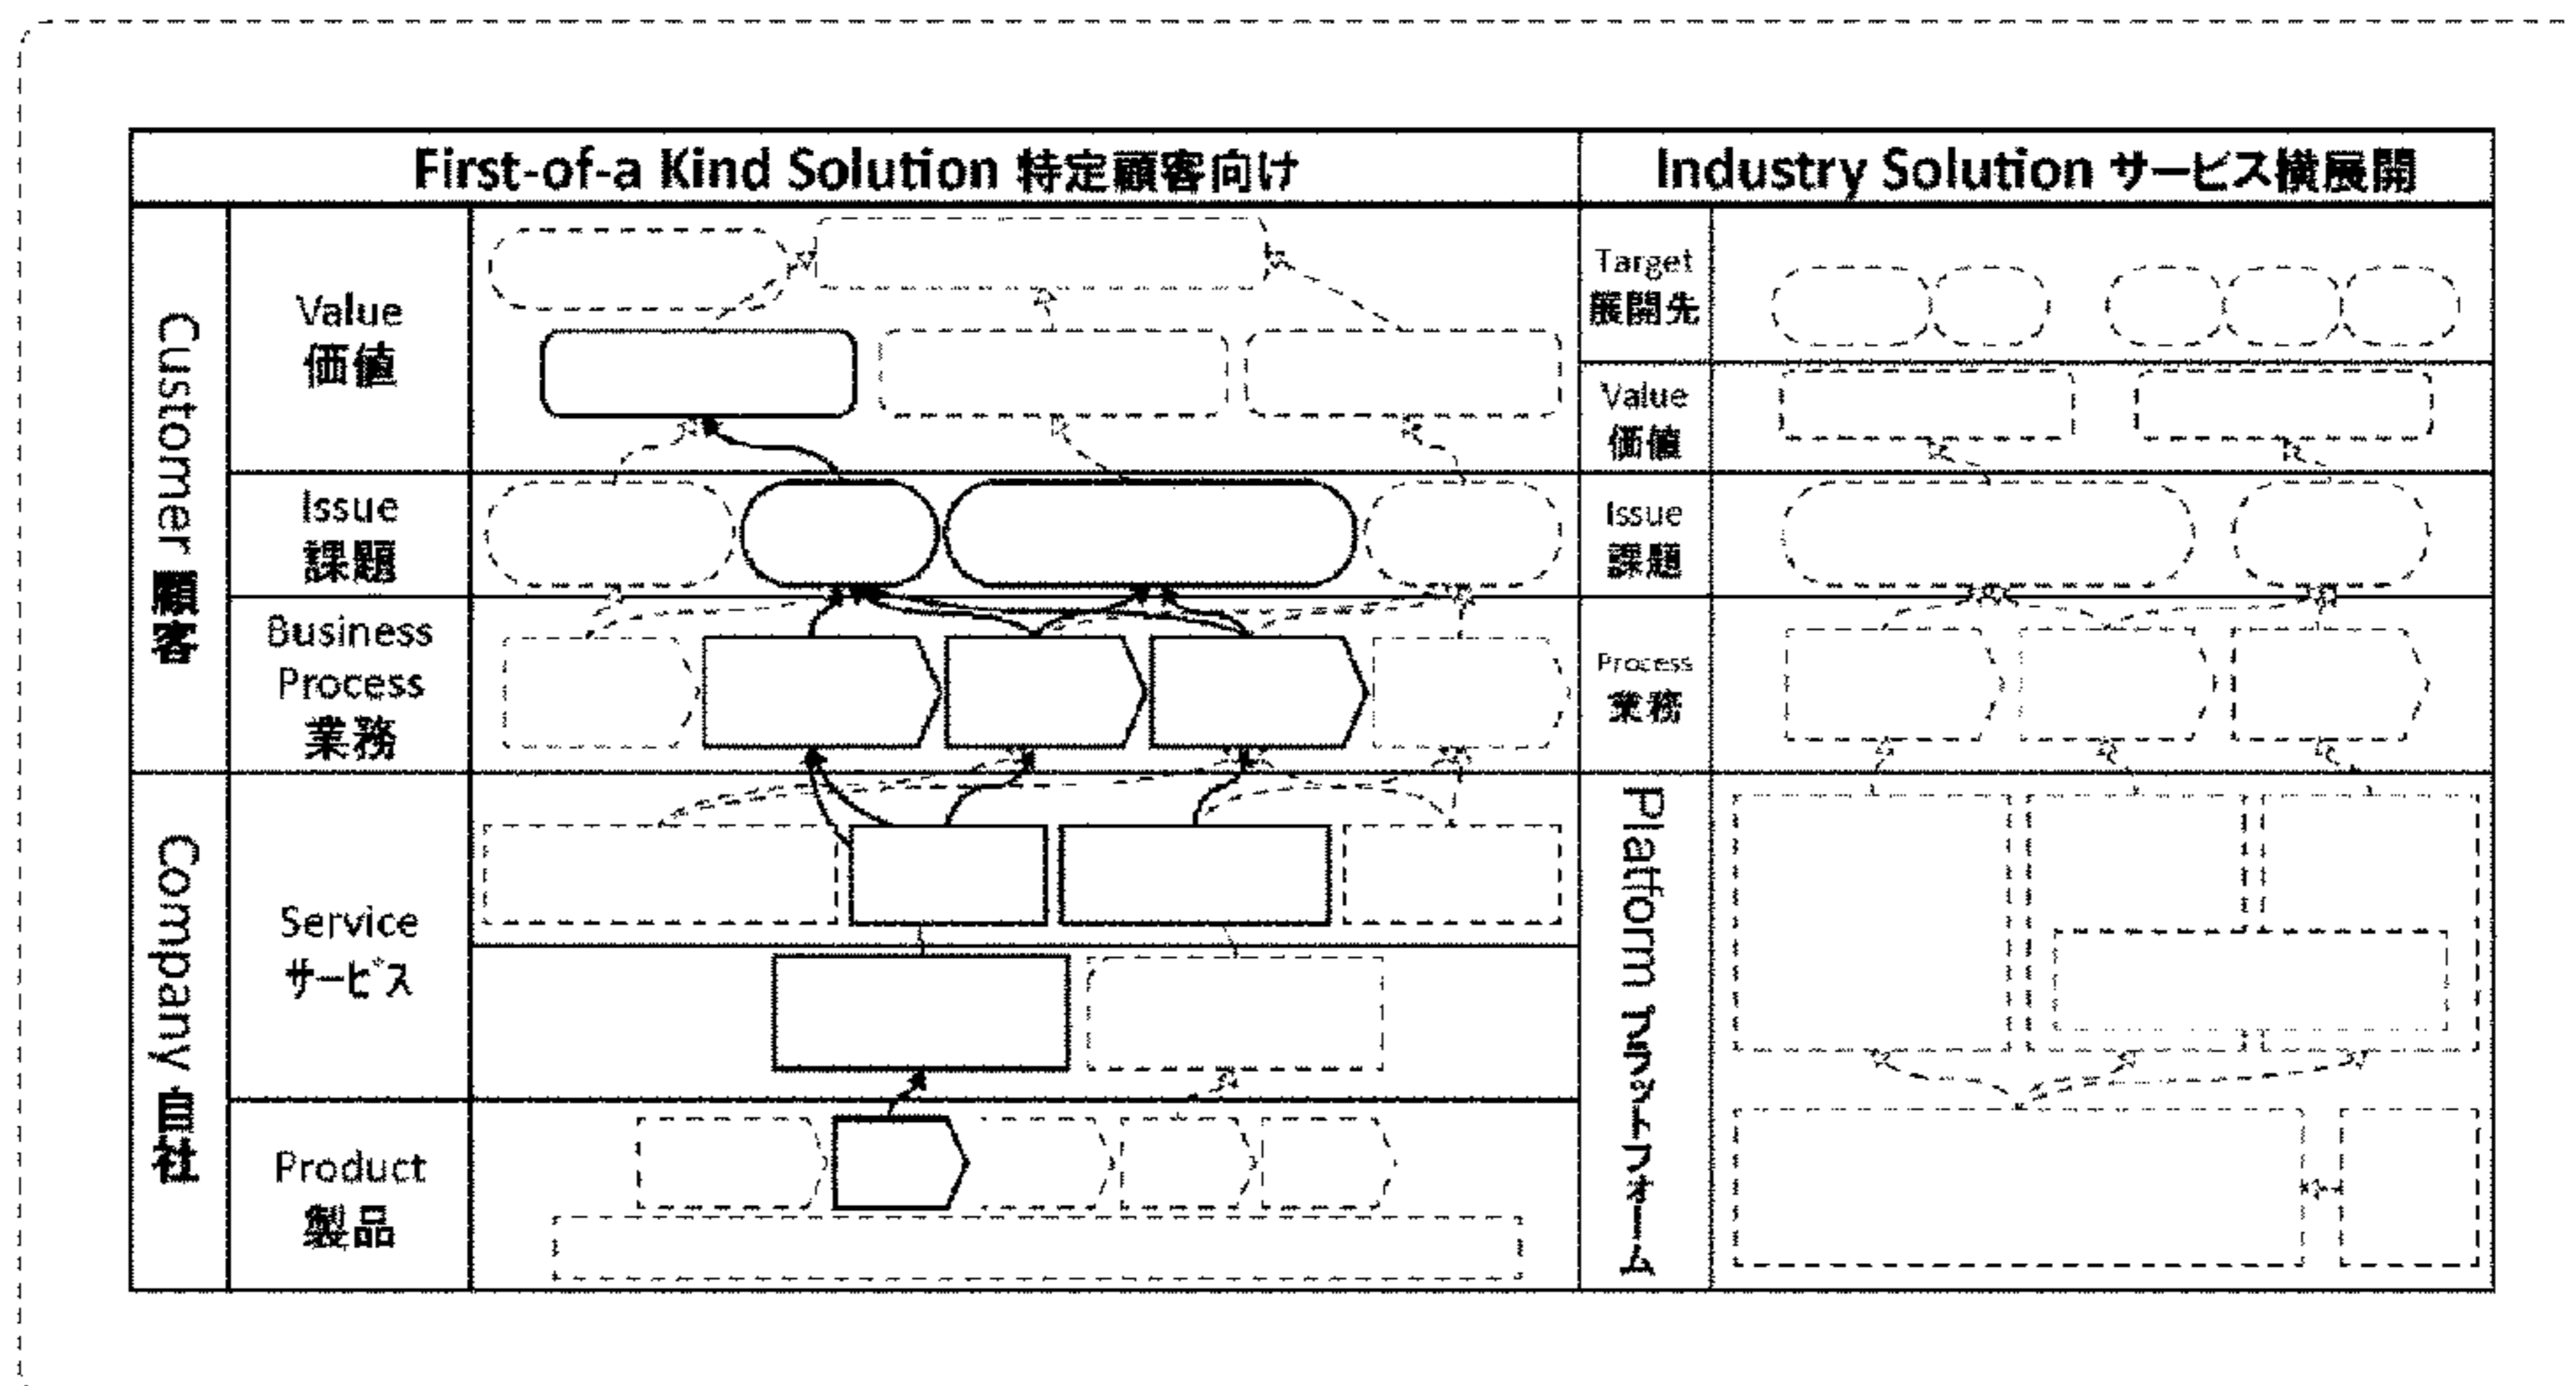 First-of-a Kind Solution 特定顧客向け
Industry Solution サービス横展開
Customer 顧客
Value
価値
Issue
課題
Business
Process
業務
Company 自社
Service
サービス
Product
製品
Target
展開先
Value
価値
Issue
課題
Process
業務
Platform プラットフォーム